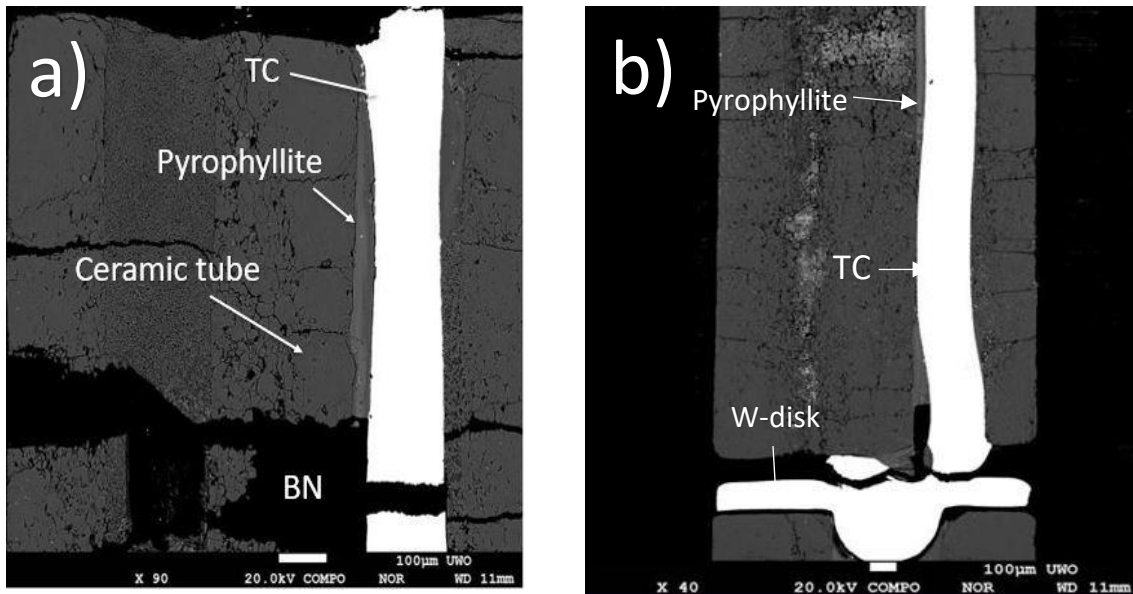 a)
TC
Pyrophyllite
Ceramic tube
BN
100µm UWO
X 90 20.0kV COMPO NOR WD 11mm
b)
Pyrophyllite
TC
W-disk
100µm UWO
X 40 20.0kV COMPO NOR WD 11mm